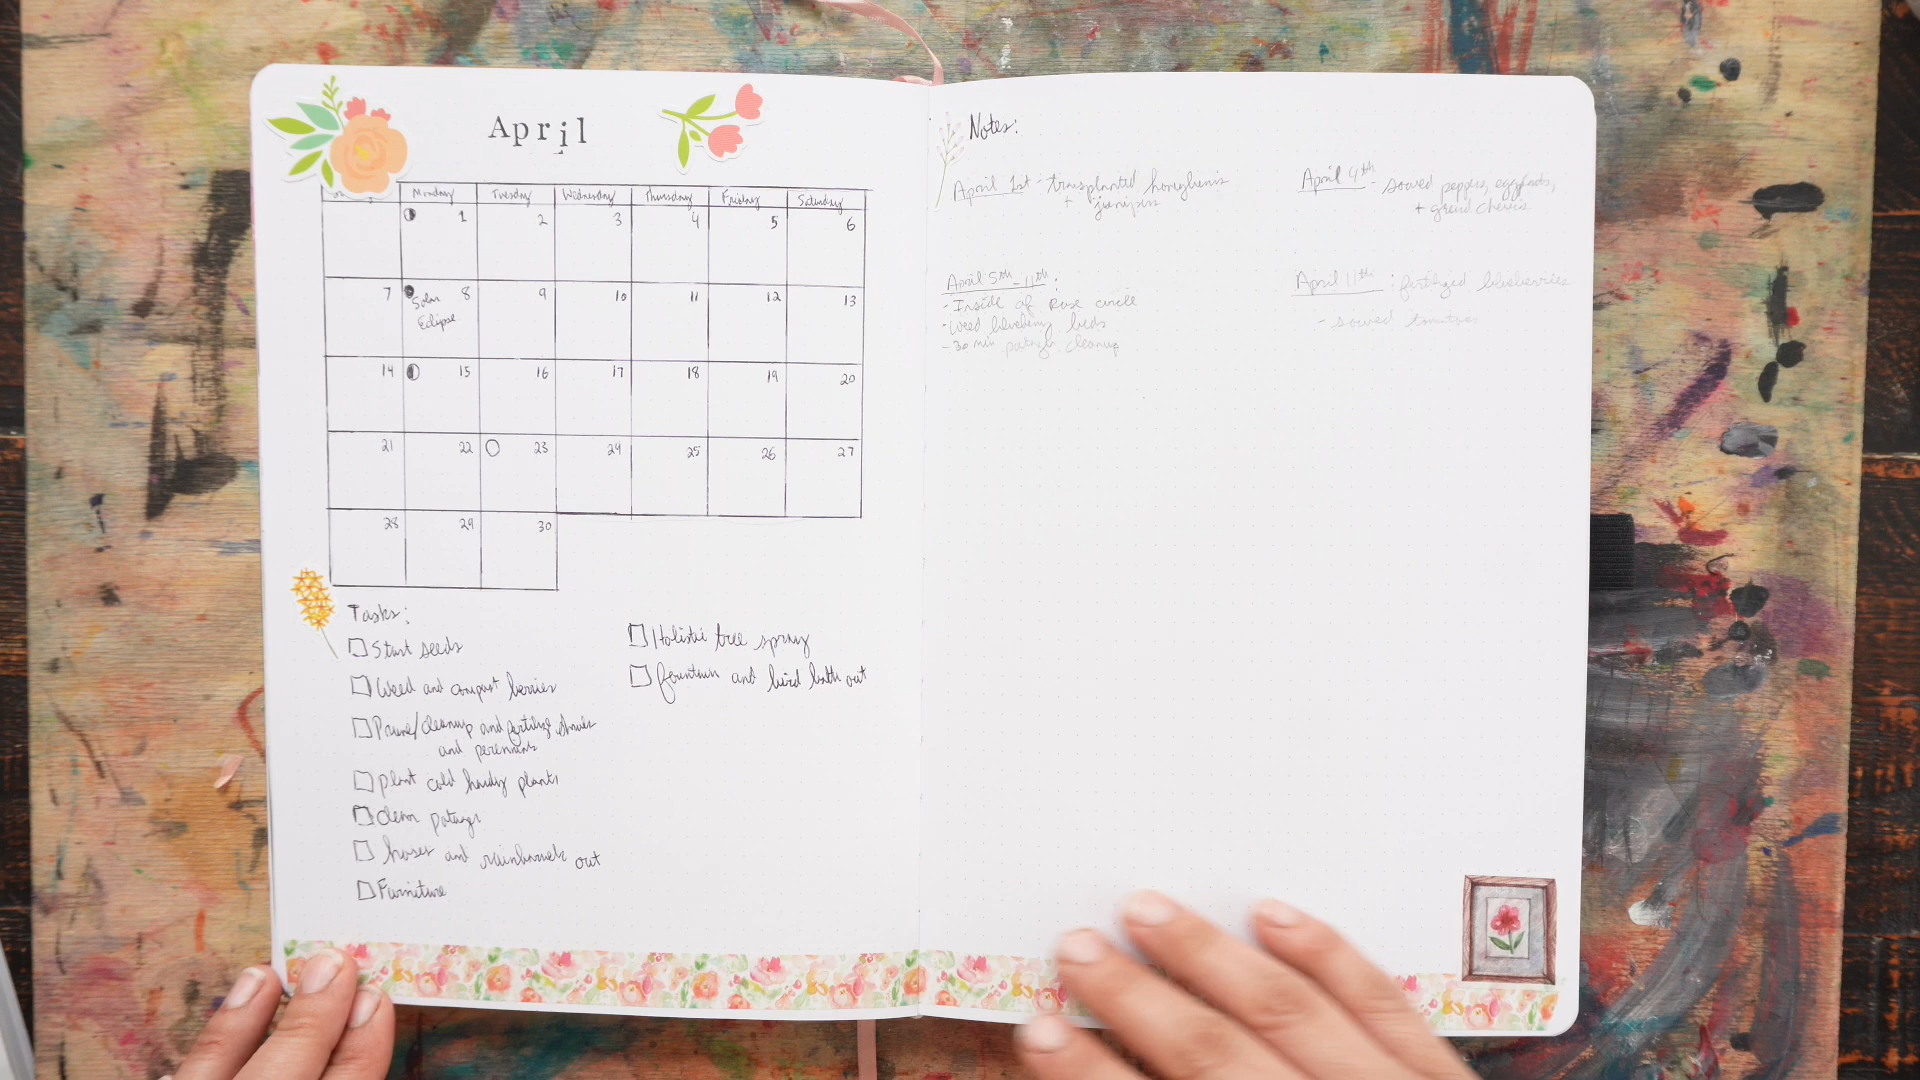 April
Monday Tuesday Wednesday Thursday Friday Saturday
1 2 3 4 5 6
7 8 9 10 11 12 13
Solar
Eclipse
14 15 16 17 18 19 20
21 22 23 24 25 26 27
28 29 30
Tasks:
Start seeds
Weed and compost berries
Prune/cleanup and fertilize shrubs
and perennials
plant cold hardy plants
clean
hoses and rainbarrels out
Furniture
Holistic tree spray
fountain and bird bath out
Notes:
April 1st - transplanted
+ junipers
April 4th - sowed peppers, eggplants,
+ ground cherries
April 5th - 11th:
- Inside of Rose circle
- Weed blueberry beds
- 30 min cleanup
April 11th: fertilized blueberries
- sowed tomatoes